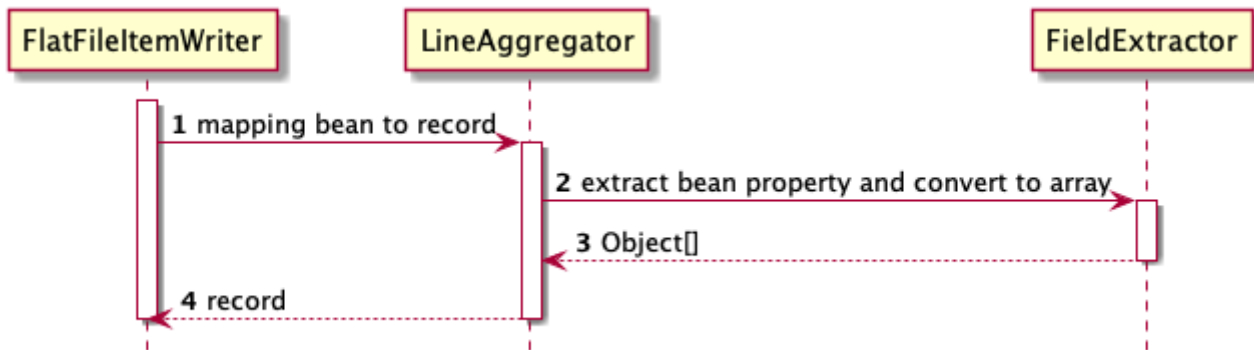 FlatFileItemWriter
LineAggregator
FieldExtractor
1 mapping bean to record
2 extract bean property and convert to array
3 Object[]
4 record